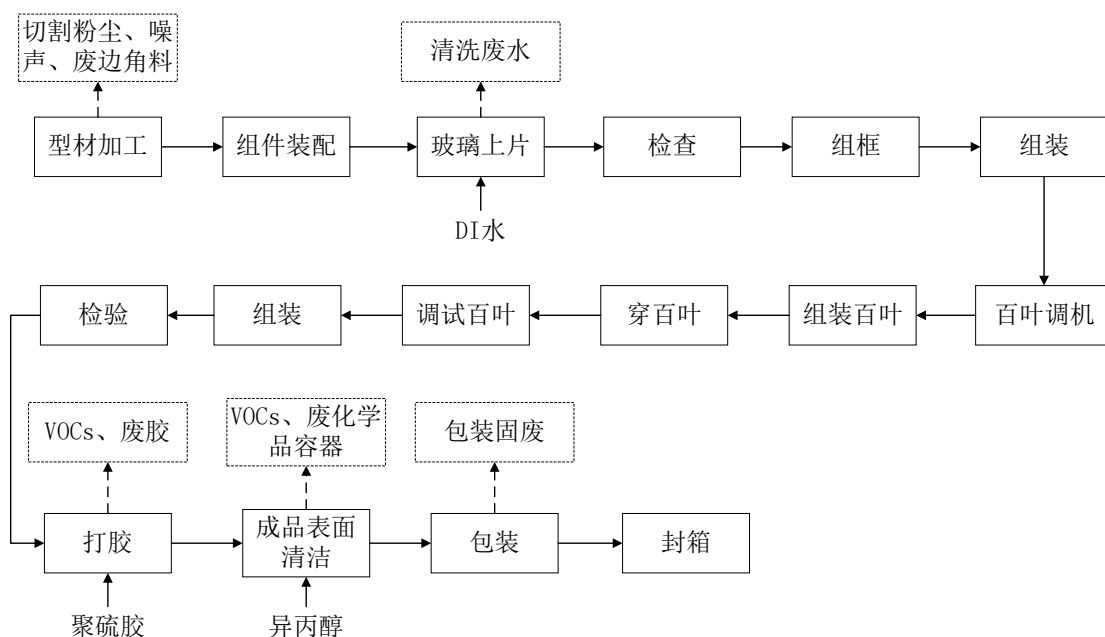 切割粉尘、噪
声、废边角料
清洗废水
型材加工
组件装配
玻璃上片
检查
组框
组装
DI水
检验
组装
调试百叶
穿百叶
组装百叶
百叶调机
VOCs、废胶
VOCs、废化学
品容器
包装固废
打胶
成品表面
清洁
包装
封箱
聚硫胶
异丙醇